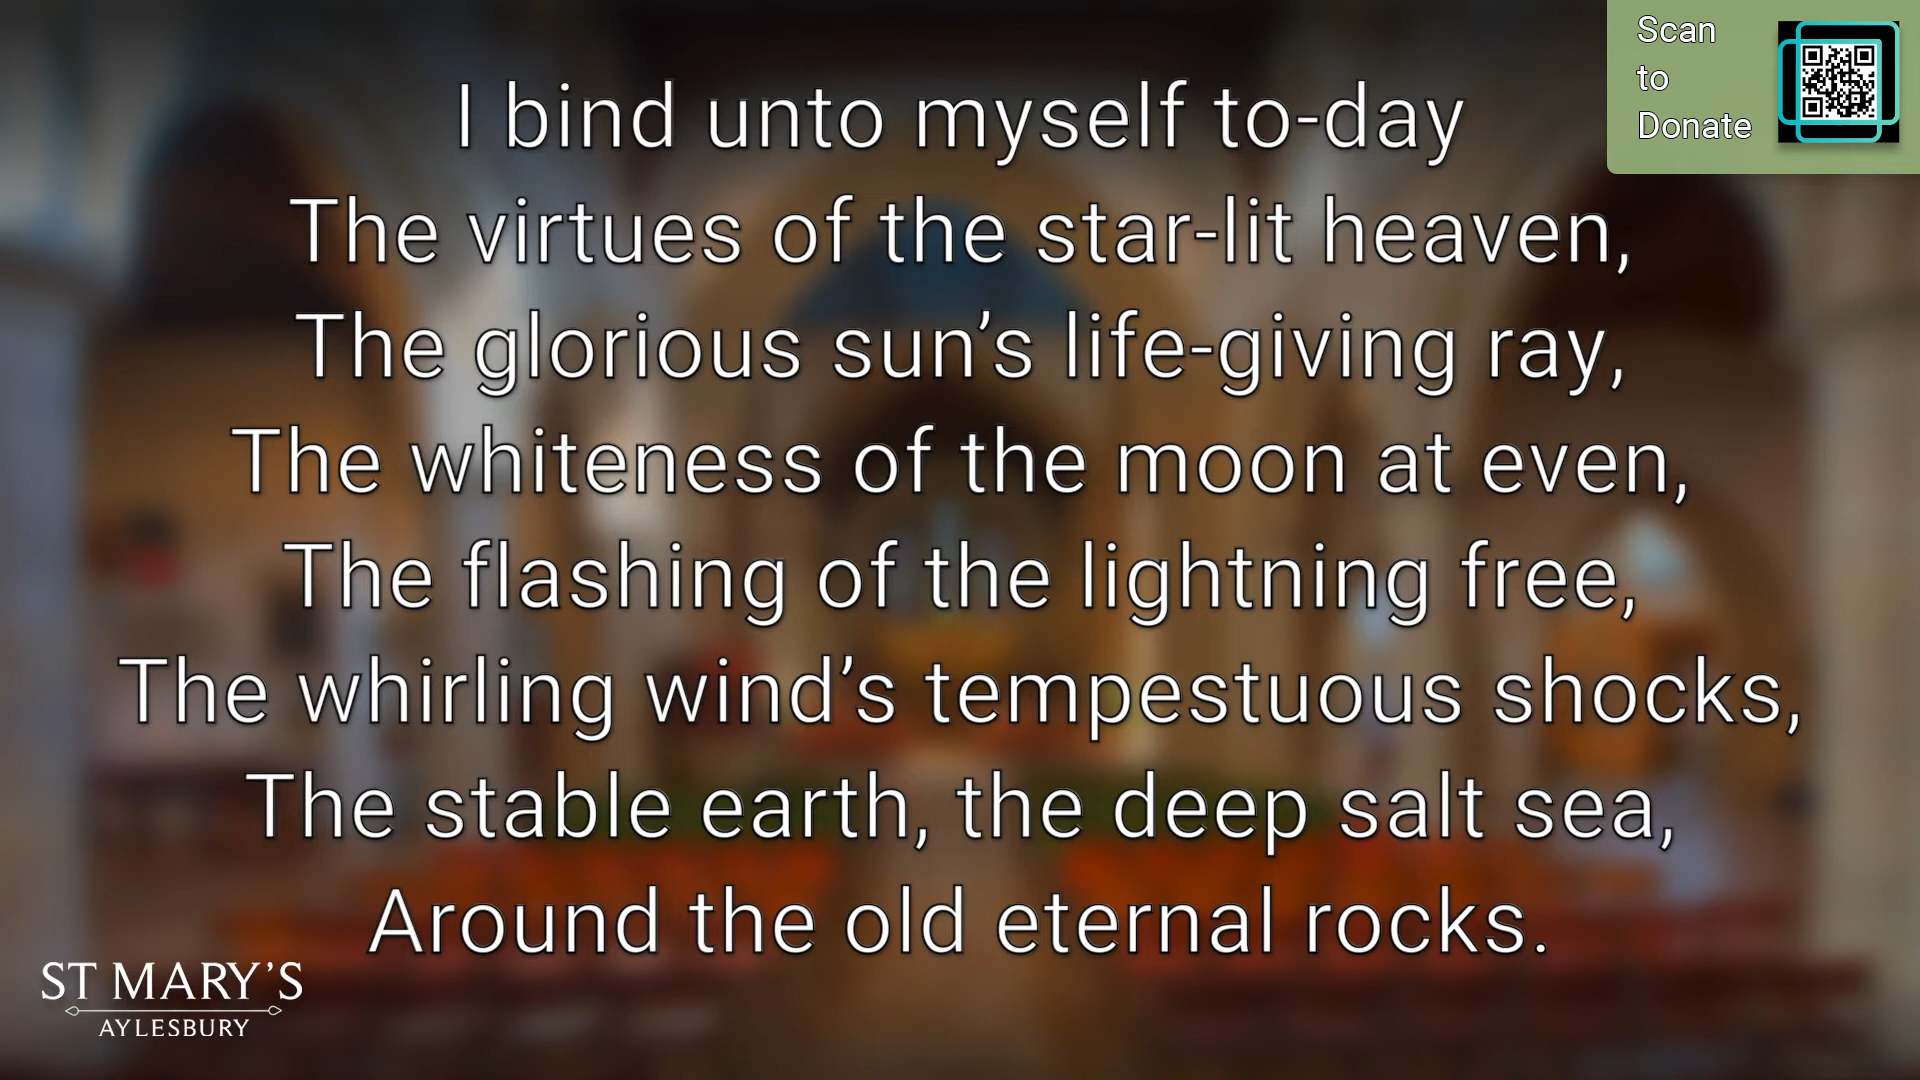 Scan
to
Donate
I bind unto myself to-day
The virtues of the star-lit heaven,
The glorious sun’s life-giving ray,
The whiteness of the moon at even,
The flashing of the lightning free,
The whirling wind’s tempestuous shocks,
The stable earth, the deep salt sea,
Around the old eternal rocks.
ST MARY’S
AYLESBURY